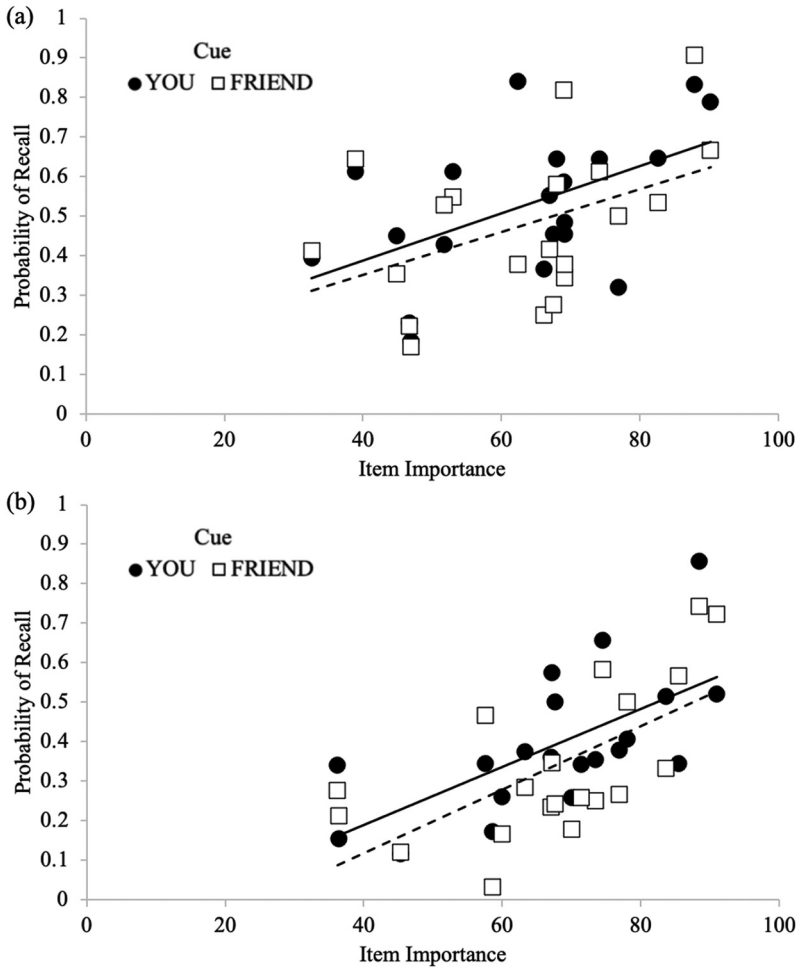 (a)
1
0.9
Cue
0.8
YOU FRIEND
0.7
0.6
0.5
0.4
0.3
0.2
0.1
0
Probability of Recall
0 20 40 60 80 100
Item Importance
(b)
1
0.9
Cue
0.8
YOU FRIEND
0.7
0.6
0.5
0.4
0.3
0.2
0.1
0
Probability of Recall
0 20 40 60 80 100
Item Importance